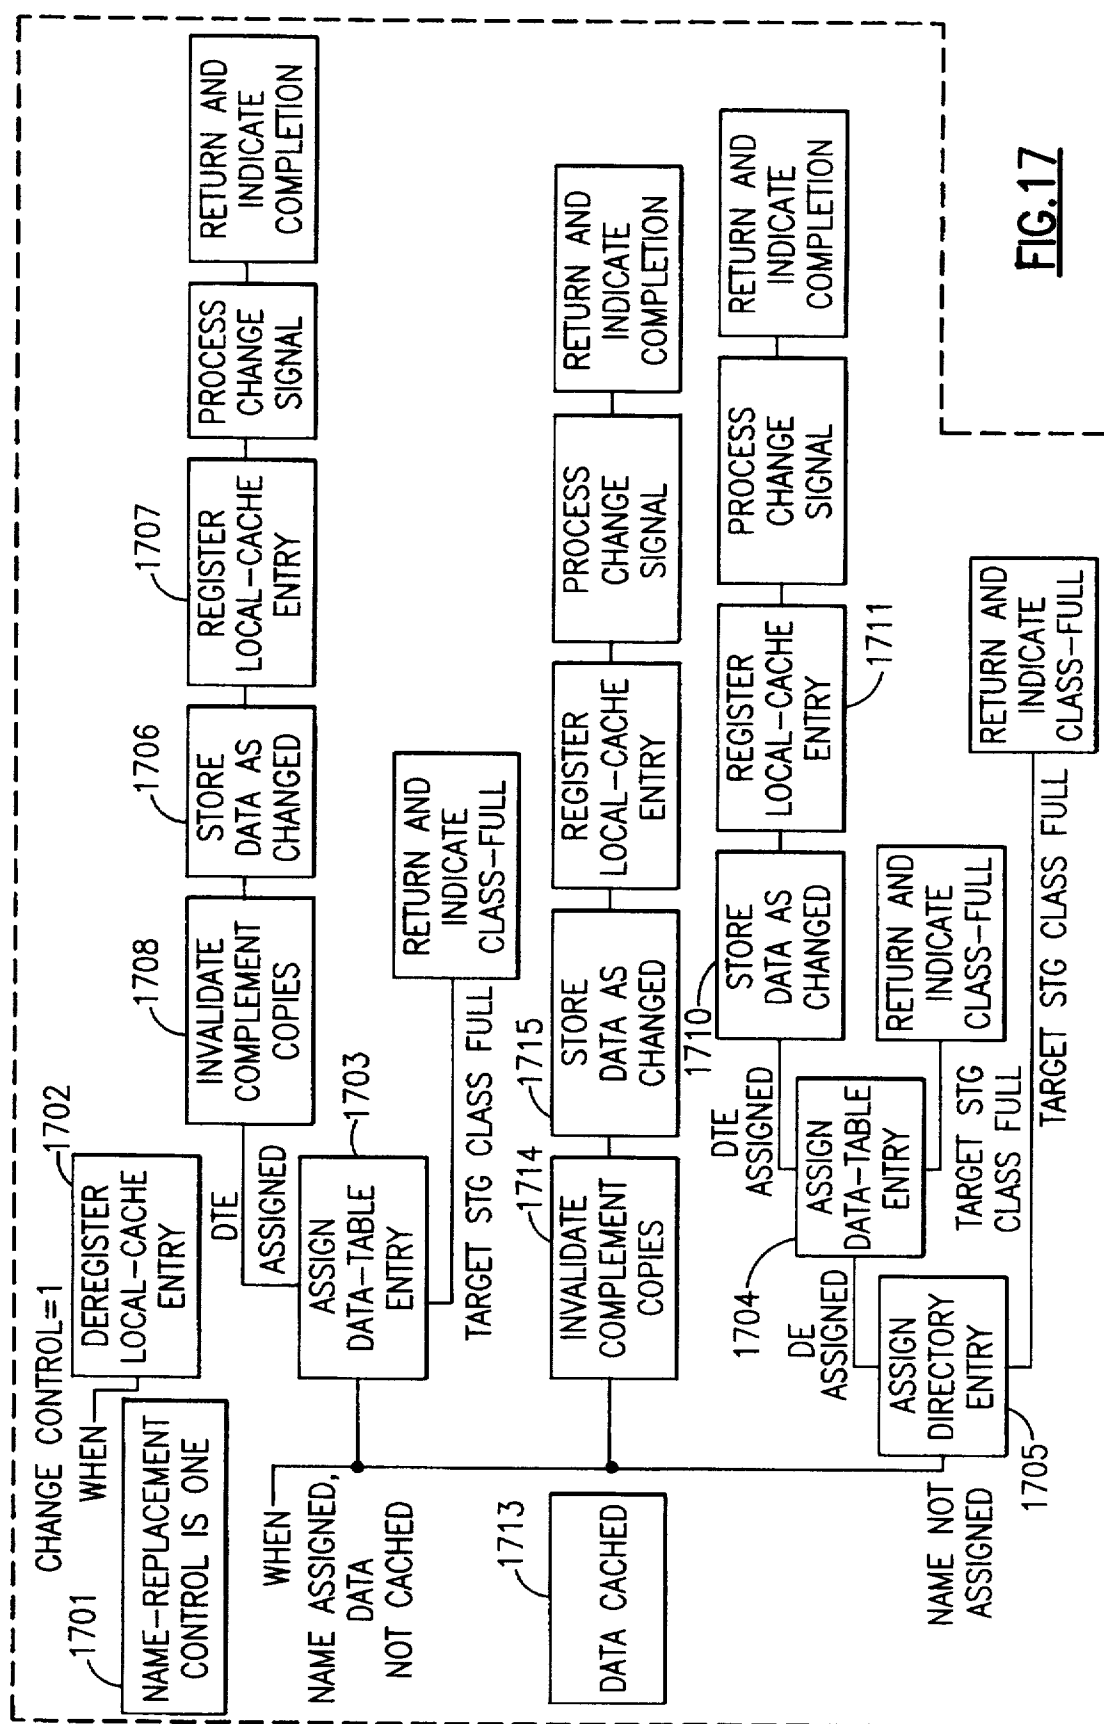 CHANGE CONTROL=1
1701
NAME-REPLACEMENT
CONTROL IS ONE
WHEN
1702
DEREGISTER
LOCAL-CACHE
ENTRY
WHEN
NAME ASSIGNED,
DATA
NOT CACHED
ASSIGN
DATA-TABLE
ENTRY
1703
DTE
ASSIGNED
1708
INVALIDATE
COMPLEMENT
COPIES
1706
STORE
DATA AS
CHANGED
1707
REGISTER
LOCAL-CACHE
ENTRY
PROCESS
CHANGE
SIGNAL
RETURN AND
INDICATE
COMPLETION
TARGET STG CLASS FULL
RETURN AND
INDICATE
CLASS-FULL
1713
DATA CACHED
1714
INVALIDATE
COMPLEMENT
COPIES
1715
STORE
DATA AS
CHANGED
REGISTER
LOCAL-CACHE
ENTRY
PROCESS
CHANGE
SIGNAL
RETURN AND
INDICATE
COMPLETION
NAME NOT
ASSIGNED
1705
ASSIGN
DIRECTORY
ENTRY
DE
ASSIGNED
1704
ASSIGN
DATA-TABLE
ENTRY
DTE
ASSIGNED
1710
STORE
DATA AS
CHANGED
REGISTER
LOCAL-CACHE
ENTRY
1711
PROCESS
CHANGE
SIGNAL
RETURN AND
INDICATE
COMPLETION
TARGET STG
CLASS FULL
RETURN AND
INDICATE
CLASS-FULL
TARGET STG CLASS FULL
RETURN AND
INDICATE
CLASS-FULL
FIG.17